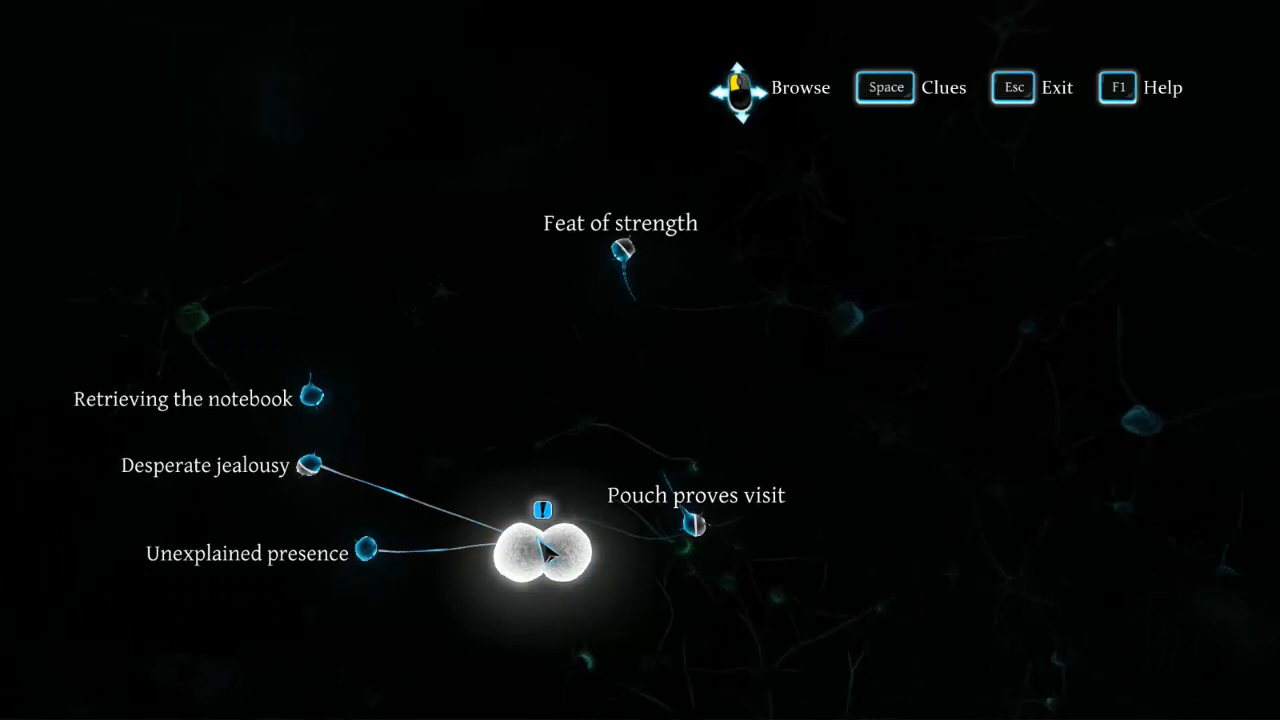 Browse
Space
Clues
Esc
Exit
F1
Help
Feat of strength
Retrieving the notebook
Desperate jealousy
Pouch proves visit
Unexplained presence
!